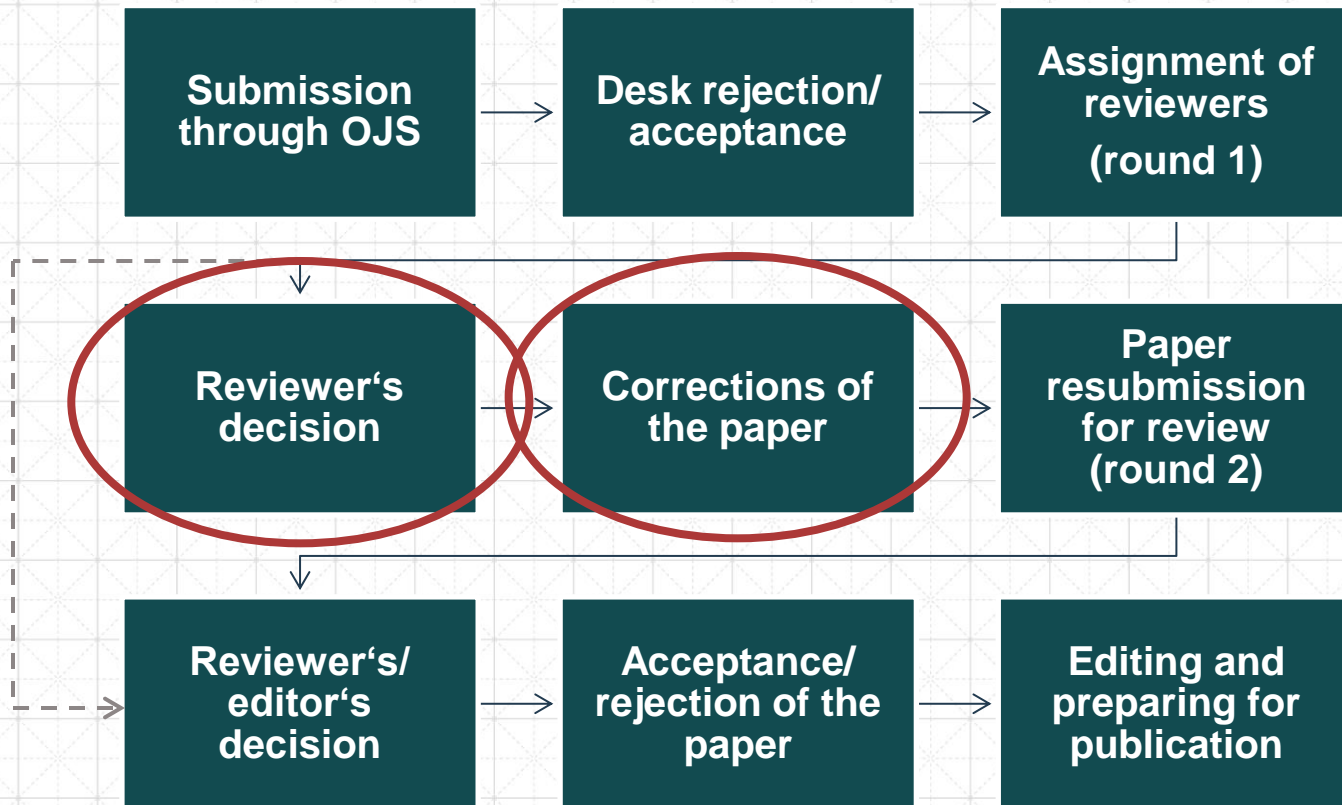 Submission
through OJS
Desk rejection/
acceptance
Assignment of
reviewers
(round 1)
Reviewer‘s
decision
Corrections of
the paper
Paper
resubmission
for review
(round 2)
Reviewer‘s/
editor‘s
decision
Acceptance/
rejection of the
paper
Editing and
preparing for
publication